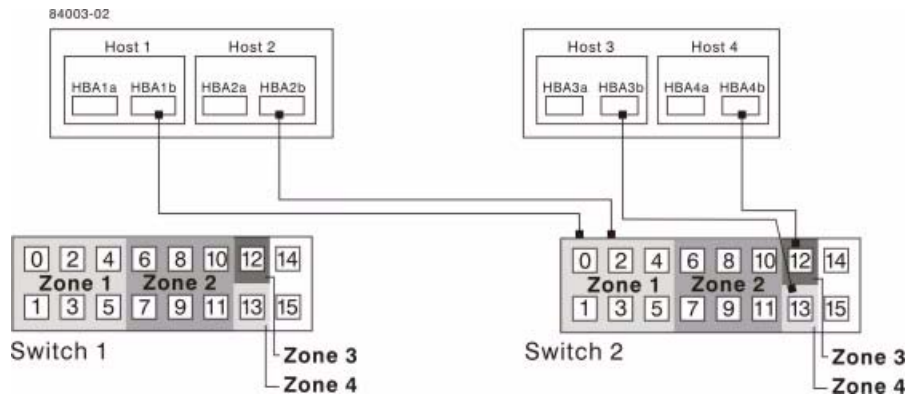 84003-02
Host 1 Host 2 Host 3 Host 4
HBA1a HBA1b HBA2a HBA2b HBA3a HBA3b HBA4a HBA4b
0 2 4 6 8 10 12 14 0 2 4 6 8 10 12 14
Zone 1 Zone 2 Zone 1 Zone 2
1 3 5 7 9 11 13 15 1 3 5 7 9 11 13 15
Switch 1 Switch 2
Zone 3 Zone 3
Zone 4 Zone 4